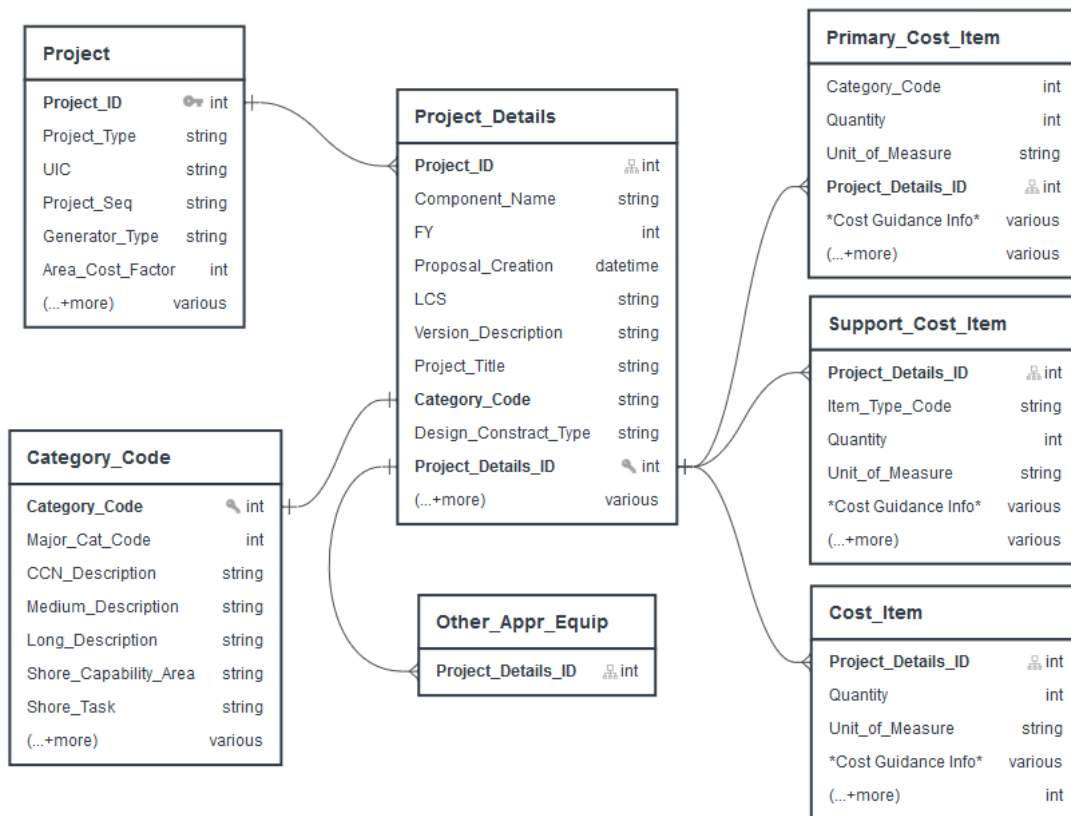 Project
Project_ID int
Project_Type string
UIC string
Project_Seq string
Generator_Type string
Area_Cost_Factor int
(...+more) various
Project_Details
Project_ID int
Component_Name string
FY int
Proposal_Creation datetime
LCS string
Version_Description string
Project_Title string
Category_Code string
Design_Constract_Type string
Project_Details_ID int
(...+more) various
Primary_Cost_Item
Category_Code int
Quantity int
Unit_of_Measure string
Project_Details_ID int
*Cost Guidance Info* various
(...+more) various
Support_Cost_Item
Project_Details_ID int
Item_Type_Code string
Quantity int
Unit_of_Measure string
*Cost Guidance Info* various
(...+more) various
Category_Code
Category_Code int
Major_Cat_Code int
CCN_Description string
Medium_Description string
Long_Description string
Shore_Capability_Area string
Shore_Task string
(...+more) various
Other_Appr_Equip
Project_Details_ID int
Cost_Item
Project_Details_ID int
Quantity int
Unit_of_Measure string
*Cost Guidance Info* various
(...+more) int